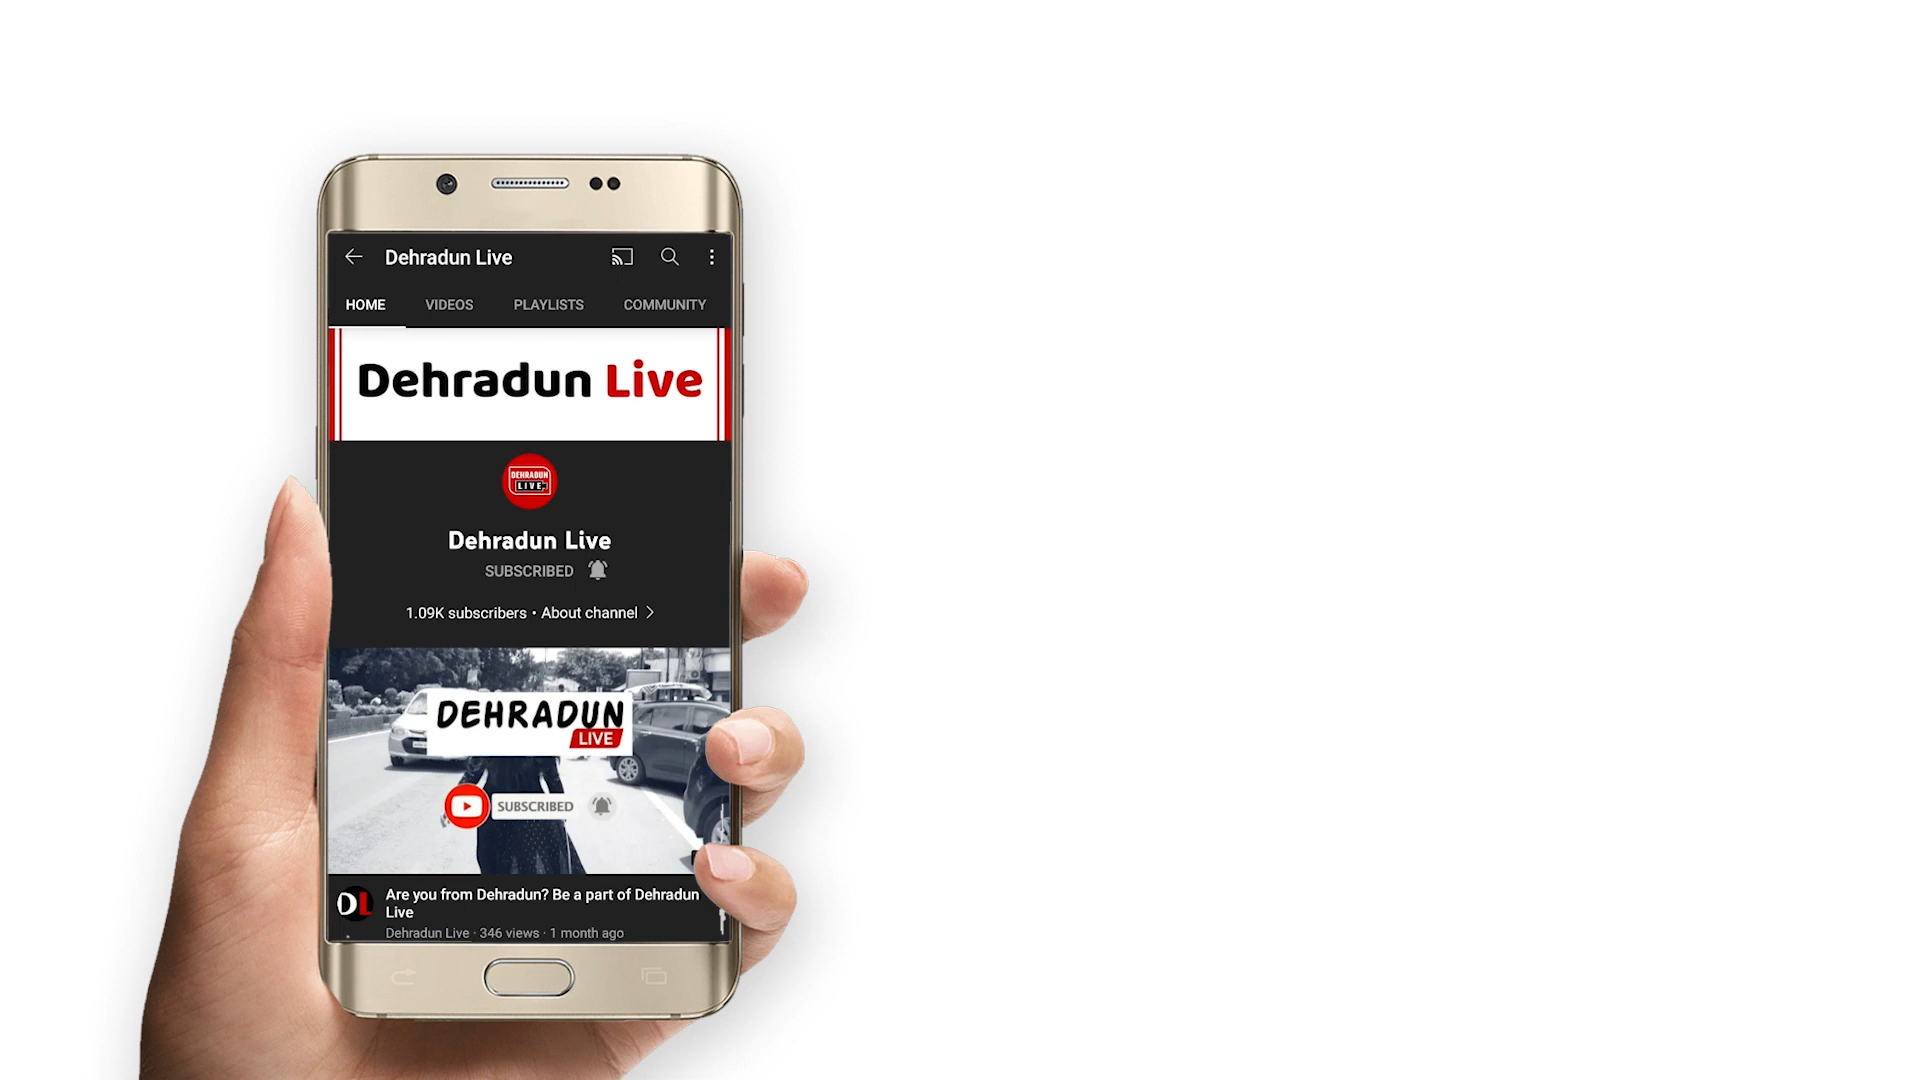 Dehradun Live
HOME VIDEOS PLAYLISTS COMMUNITY
Dehradun Live
DEHRADUN
LIVE
Dehradun Live
SUBSCRIBED
1.09K subscribers • About channel
DEHRADUN
LIVE
SUBSCRIBED
DL
Are you from Dehradun? Be a part of Dehradun
Live
Dehradun Live · 346 views · 1 month ago